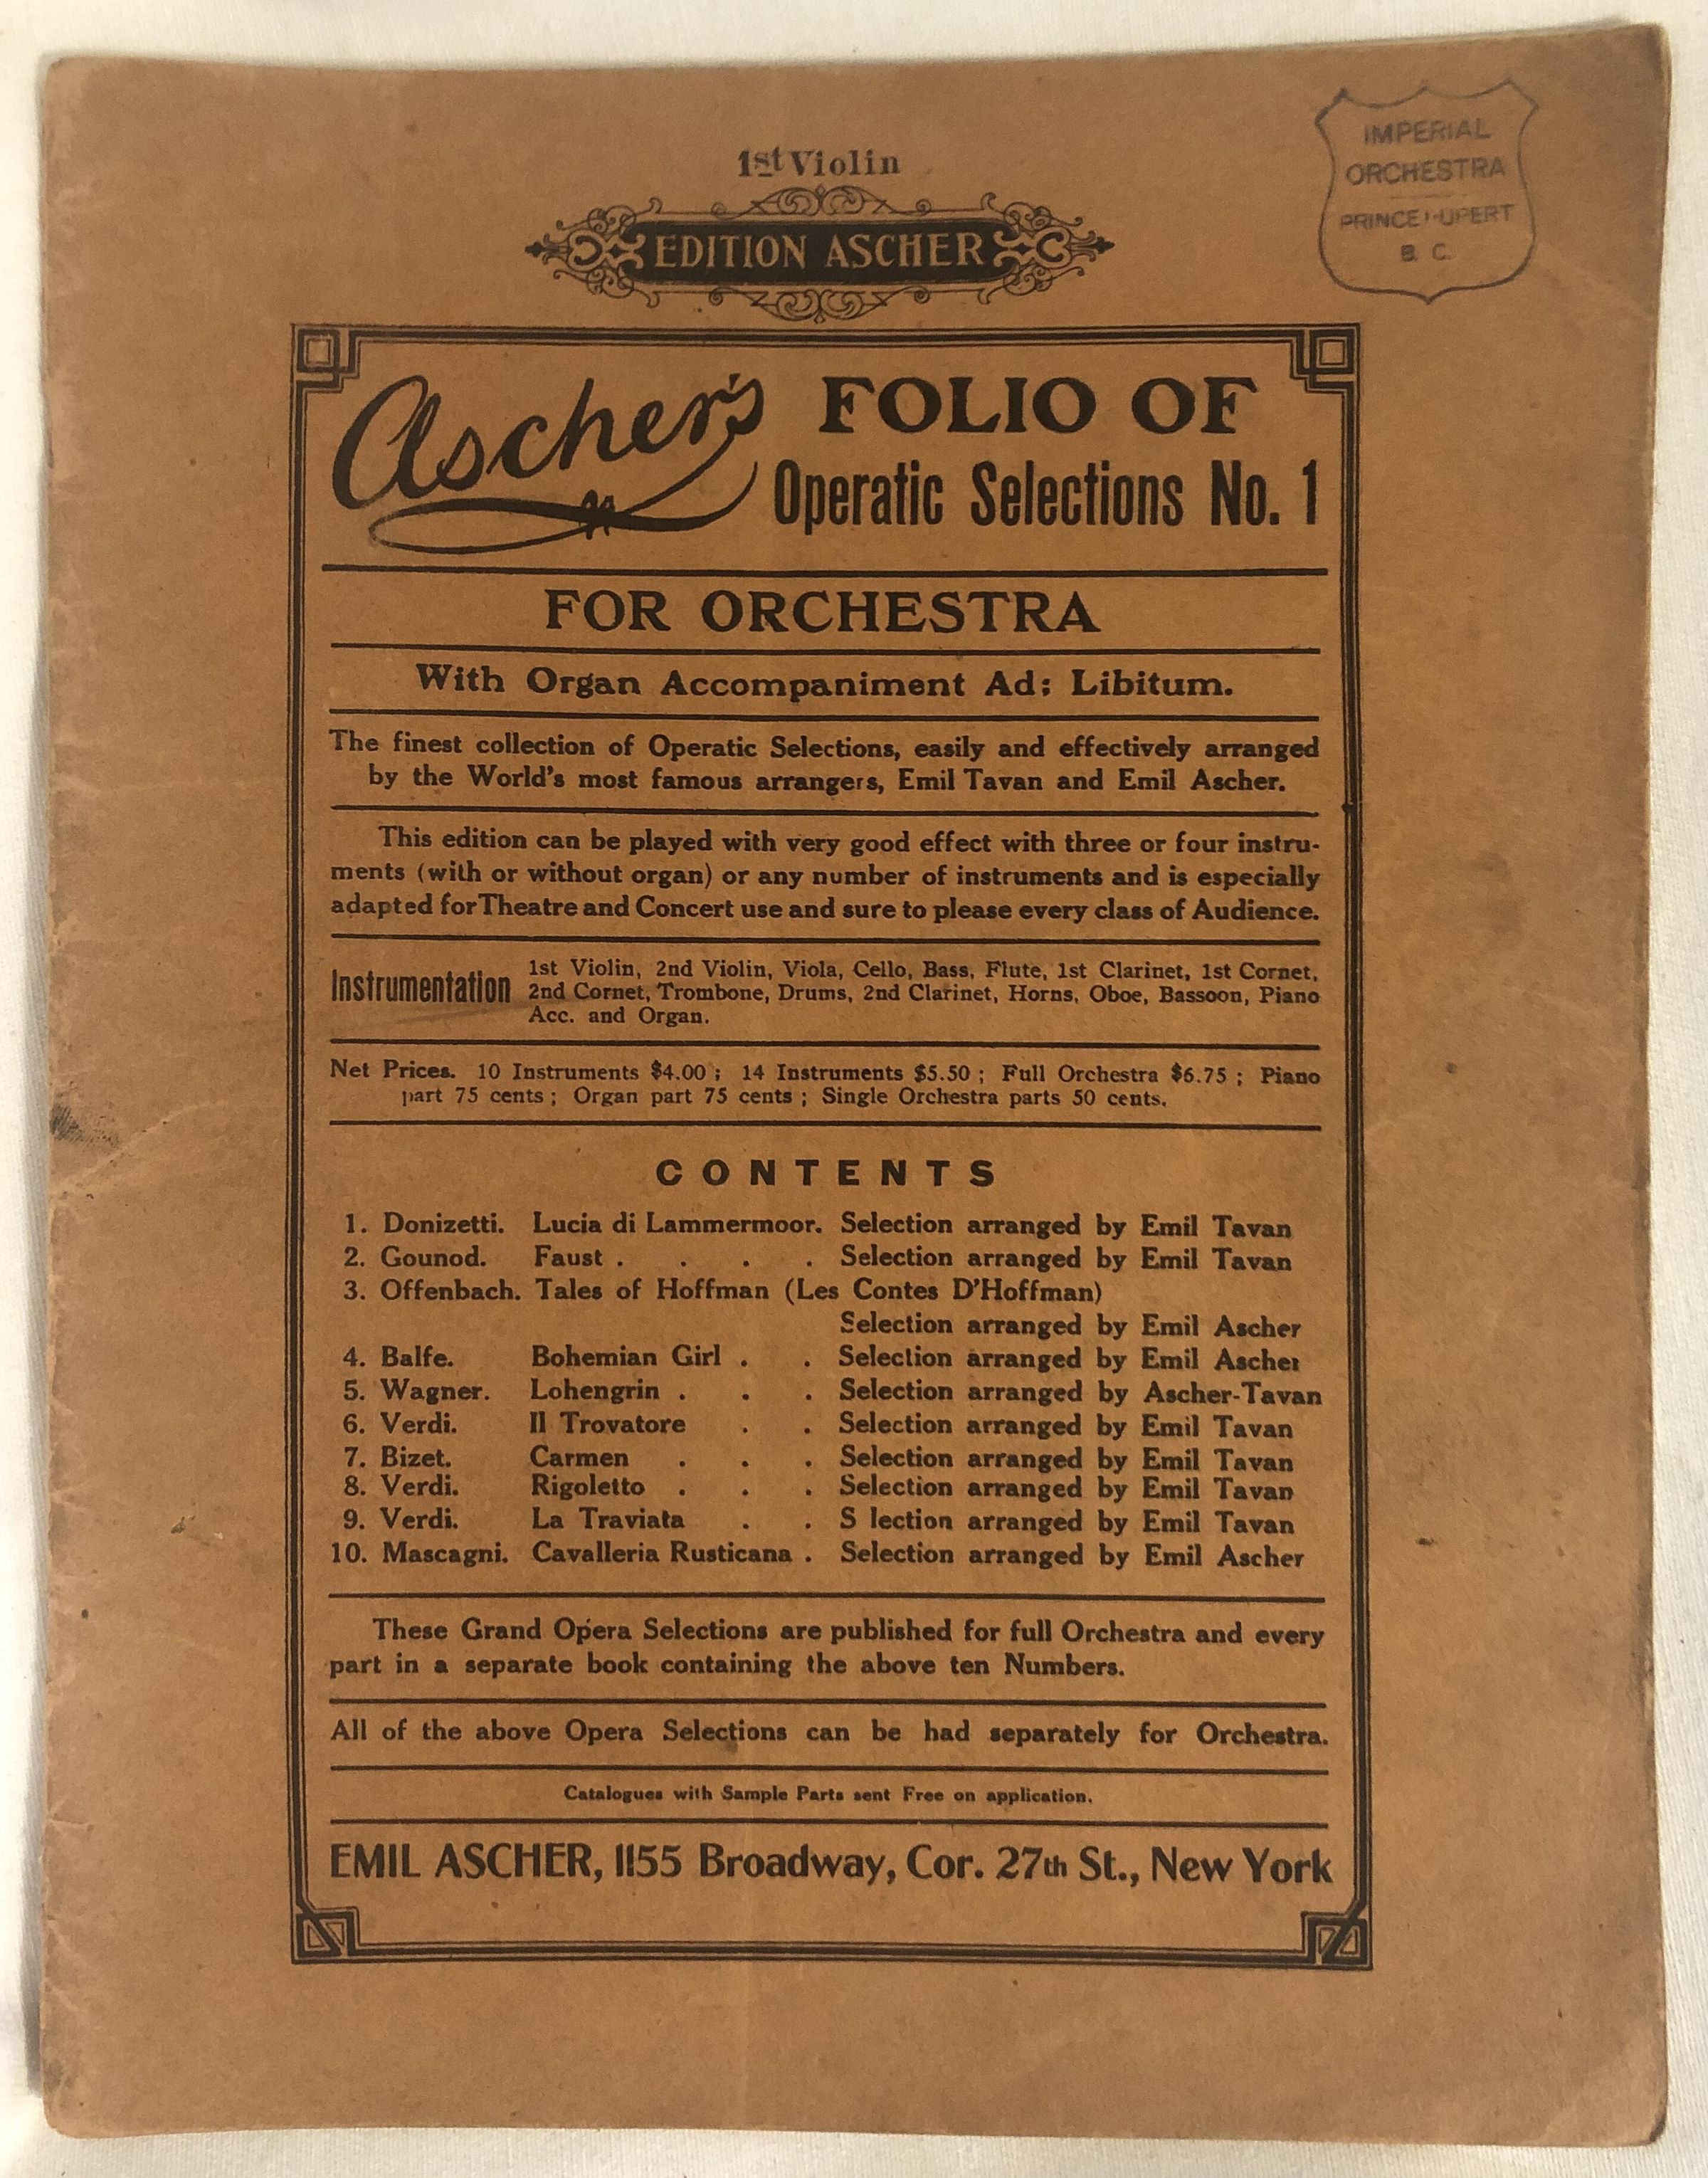 1st Violin
IMPERIAL
ORCHESTRA
PRINCE RUPERT
B. C.
EDITION ASCHER
Ascher's FOLIO OF
Operatic Selections No. 1
FOR ORCHESTRA
With Organ Accompaniment Ad: Libitum.
The finest collection of Operatic Selections, easily and effectively arranged
by the World's most famous arrangers, Emil Tavan and Emil Ascher.
This edition can be played with very good effect with three or four instru-
ments (with or without organ) or any number of instruments and is especially
adapted for Theatre and Concert use and sure to please every class of Audience.
Instrumentation 1st Violin, 2nd Violin, Viola, Cello, Bass, Flute, 1st Clarinet, 1st Cornet,
2nd Cornet, Trombone, Drums, 2nd Clarinet, Horns, Oboe, Bassoon, Piano
Acc. and Organ.
Net Prices. 10 Instruments $4.00 ; 14 Instruments $5.50 ; Full Orchestra $6.75 ; Piano
part 75 cents ; Organ part 75 cents ; Single Orchestra parts 50 cents.
CONTENTS
1. Donizetti. Lucia di Lammermoor. Selection arranged by Emil Tavan
2. Gounod. Faust . . . . Selection arranged by Emil Tavan
3. Offenbach. Tales of Hoffman (Les Contes D'Hoffman)
Selection arranged by Emil Ascher
4. Balfe. Bohemian Girl . . Selection arranged by Emil Ascher
5. Wagner. Lohengrin . . . Selection arranged by Ascher-Tavan
6. Verdi. Il Trovatore . . Selection arranged by Emil Tavan
7. Bizet. Carmen . . . Selection arranged by Emil Tavan
8. Verdi. Rigoletto . . . Selection arranged by Emil Tavan
9. Verdi. La Traviata . . S lection arranged by Emil Tavan
10. Mascagni. Cavalleria Rusticana . Selection arranged by Emil Ascher
These Grand Opera Selections are published for full Orchestra and every
part in a separate book containing the above ten Numbers.
All of the above Opera Selections can be had separately for Orchestra.
Catalogues with Sample Parts sent Free on application.
EMIL ASCHER, 1155 Broadway, Cor. 27th St., New York